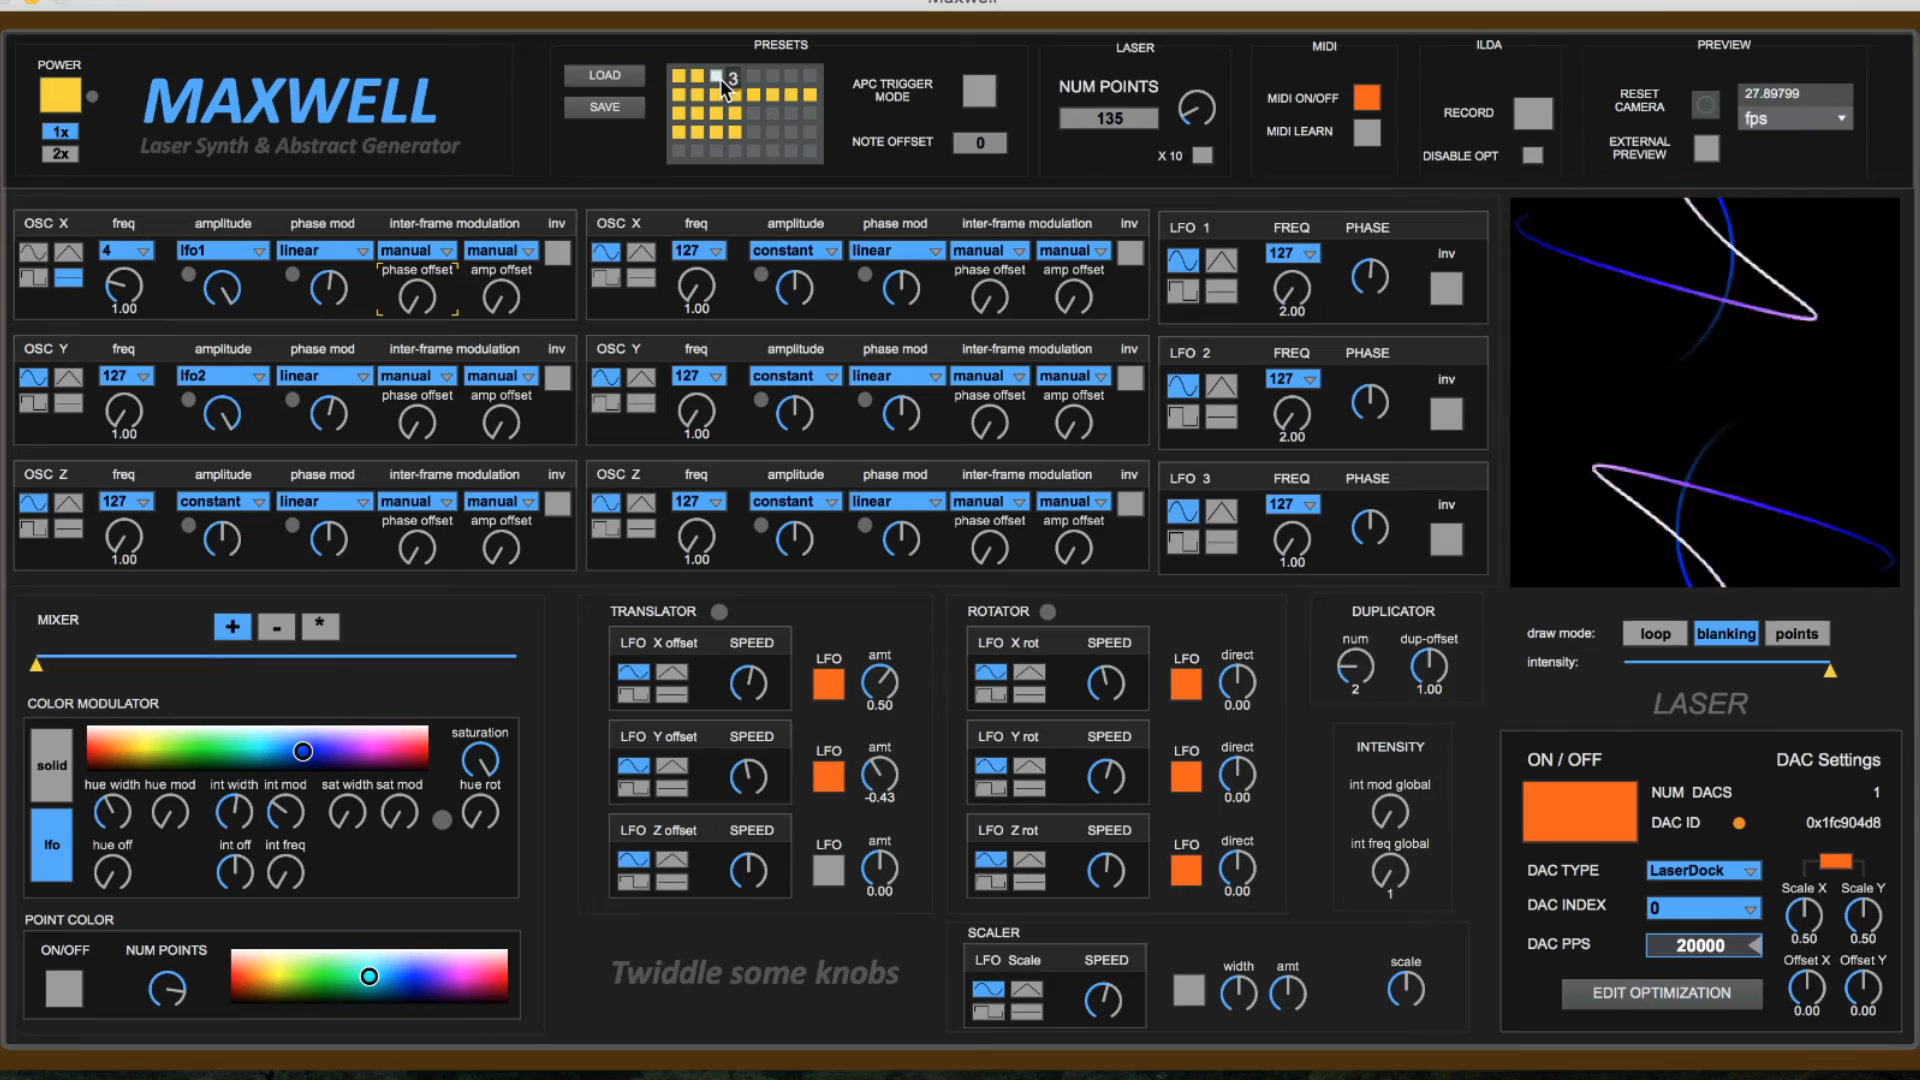 Maxwell
POWER
1x
2x
MAXWELL
Laser Synth & Abstract Generator
PRESETS
LOAD
SAVE
3
APC TRIGGER
MODE
NOTE OFFSET
0
LASER
NUM POINTS
135
X 10
MIDI
MIDI ON/OFF
MIDI LEARN
ILDA
RECORD
DISABLE OPT
PREVIEW
RESET
CAMERA
27.89799
fps
EXTERNAL
PREVIEW
OSC X freq amplitude phase mod inter-frame modulation inv
4 lfo1 linear manual manual
phase offset amp offset
1.00
OSC X freq amplitude phase mod inter-frame modulation inv
127 constant linear manual manual
phase offset amp offset
1.00
LFO 1 FREQ PHASE
127 inv
2.00
OSC Y freq amplitude phase mod inter-frame modulation inv
127 lfo2 linear manual manual
phase offset amp offset
1.00
OSC Y freq amplitude phase mod inter-frame modulation inv
127 constant linear manual manual
phase offset amp offset
1.00
LFO 2 FREQ PHASE
127 inv
2.00
OSC Z freq amplitude phase mod inter-frame modulation inv
127 constant linear manual manual
phase offset amp offset
1.00
OSC Z freq amplitude phase mod inter-frame modulation inv
127 constant linear manual manual
phase offset amp offset
1.00
LFO 3 FREQ PHASE
127 inv
1.00
MIXER
+ - *
COLOR MODULATOR
solid
lfo
saturation
hue width hue mod int width int mod sat width sat mod hue rot
hue off int off int freq
POINT COLOR
ON/OFF NUM POINTS
TRANSLATOR
LFO X offset SPEED
LFO amt
0.50
LFO Y offset SPEED
LFO amt
-0.43
LFO Z offset SPEED
LFO amt
0.00
Twiddle some knobs
ROTATOR
LFO X rot SPEED
LFO direct
0.00
LFO Y rot SPEED
LFO direct
0.00
LFO Z rot SPEED
LFO direct
0.00
SCALER
LFO Scale SPEED
width amt scale
DUPLICATOR
num dup-offset
2 1.00
INTENSITY
int mod global
int freq global
1
draw mode: loop blanking points
intensity:
LASER
ON / OFF DAC Settings
NUM DACS 1
DAC ID 0x1fc904d8
DAC TYPE LaserDock
Scale X Scale Y
DAC INDEX 0
0.50 0.50
DAC PPS 20000
Offset X Offset Y
EDIT OPTIMIZATION
0.00 0.00